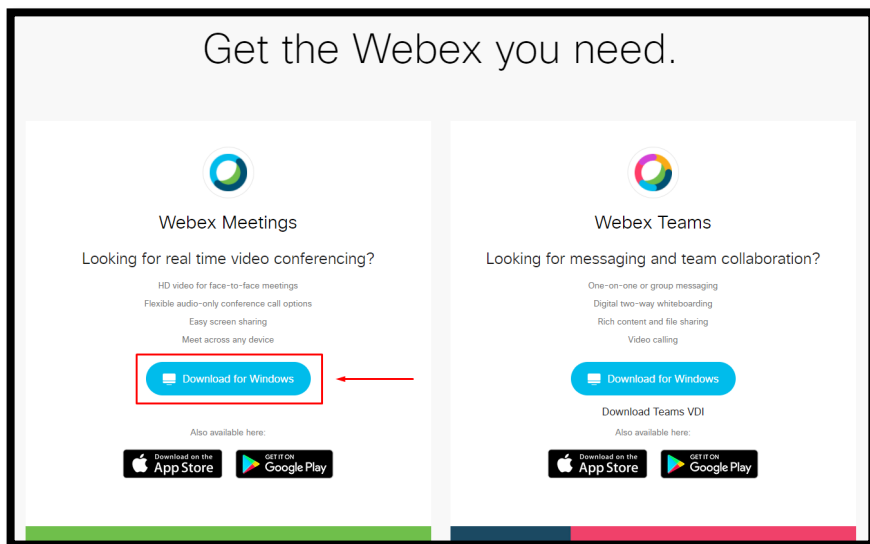 Get the Webex you need.
Webex Meetings
Looking for real time video conferencing?
HD video for face-to-face meetings
Flexible audio-only conference call options
Easy screen sharing
Meet across any device
Download for Windows
Also available here:
Download on the
App Store
GET IT ON
Google Play
Webex Teams
Looking for messaging and team collaboration?
One-on-one or group messaging
Digital two-way whiteboarding
Rich content and file sharing
Video calling
Download for Windows
Download Teams VDI
Also available here:
Download on the
App Store
GET IT ON
Google Play